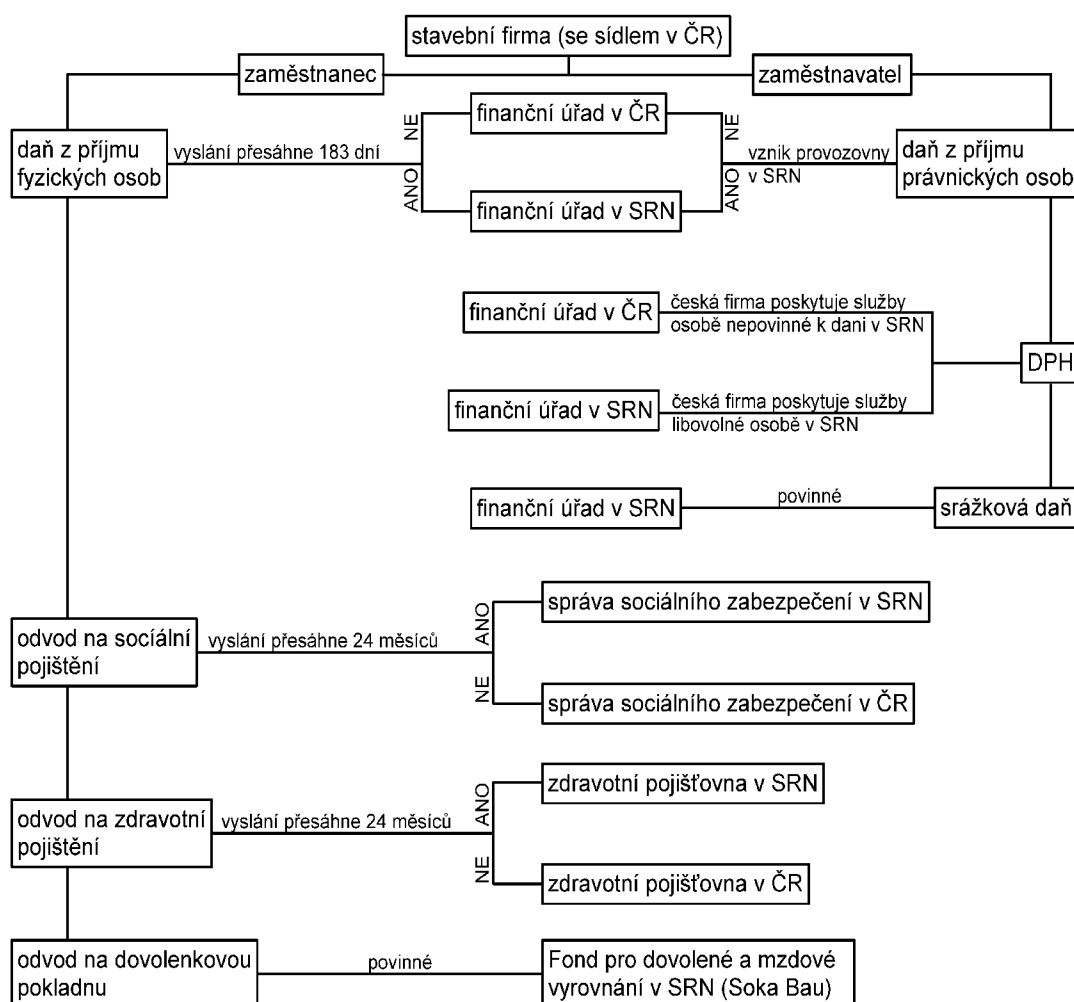 stavební firma (se sídlem v ČR)
zaměstnanec
zaměstnavatel
daň z příjmu
fyzických osob
vyslání přesáhne 183 dní
NE
ANO
finanční úřad v ČR
finanční úřad v SRN
NE
ANO
vznik provozovny
v SRN
daň z příjmu
právnických osob
finanční úřad v ČR
česká firma poskytuje služby
osobě nepovinné k dani v SRN
DPH
finanční úřad v SRN
česká firma poskytuje služby
libovolné osobě v SRN
finanční úřad v SRN
povinné
srážková daň
odvod na socíální
pojištění
vyslání přesáhne 24 měsíců
ANO
NE
správa sociálního zabezpečení v SRN
správa sociálního zabezpečení v ČR
odvod na zdravotní
pojištění
vyslání přesáhne 24 měsíců
ANO
NE
zdravotní pojišťovna v SRN
zdravotní pojišťovna v ČR
odvod na dovolenkovou
pokladnu
povinné
Fond pro dovolené a mzdové
vyrovnání v SRN (Soka Bau)